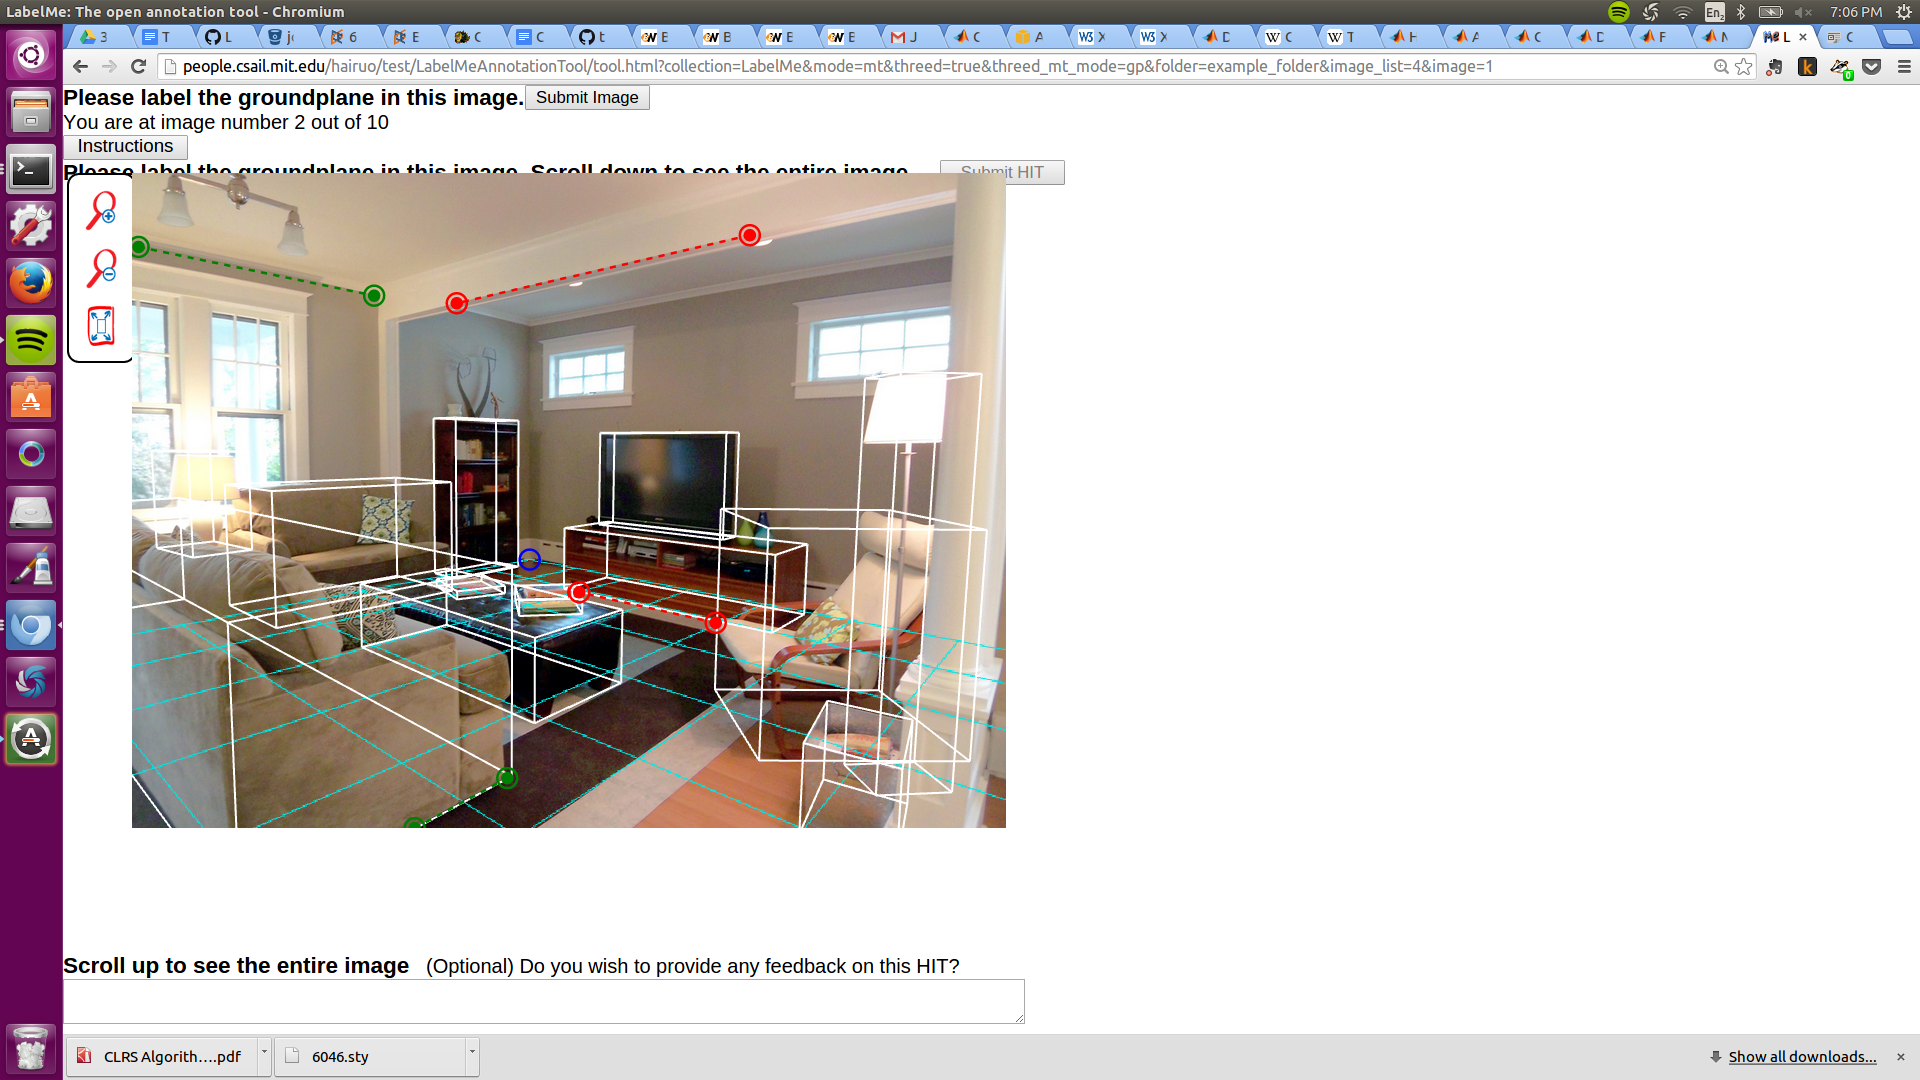 LabelMe: The open annotation tool - Chromium
En2
7:06 PM
3
T
L
6
E
C
C
t
E
B
E
E
J
C
A
X
X
D
C
T
H
A
C
D
F
L
C
people.csail.mit.edu/hairuo/test/LabelMeAnnotationTool/tool.html?collection=LabelMe&mode=mt&threed=true&threed_mt_mode=gp&folder=example_folder&image_list=4&image=1
Please label the groundplane in this image. Submit Image
You are at image number 2 out of 10
Instructions
Please label the groundplane in this image. Scroll down to see the entire image. Submit HIT
Scroll up to see the entire image (Optional) Do you wish to provide any feedback on this HIT?
CLRS Algorith....pdf
6046.sty
Show all downloads...